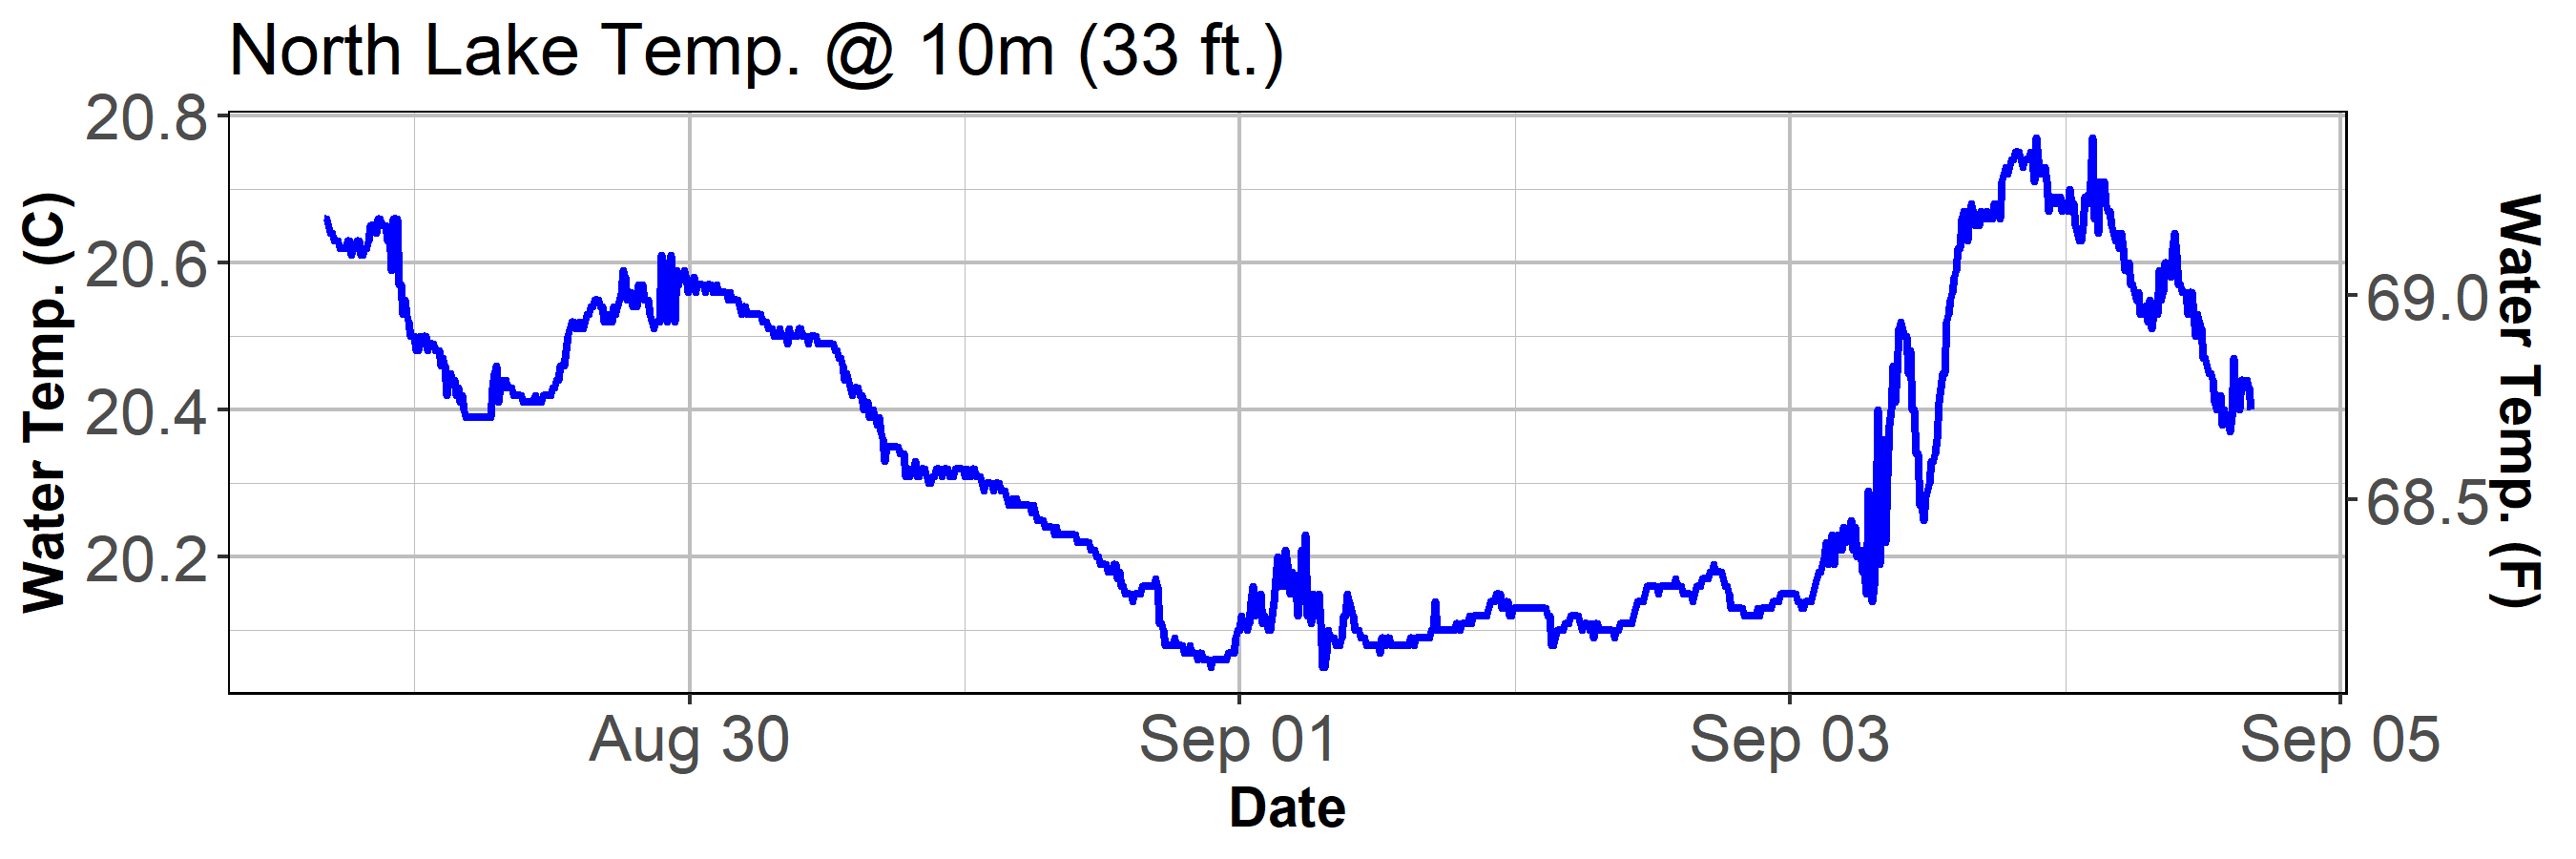 North Lake Temp. @ 10m (33 ft.)
Water Temp. (C)
20.8
20.6
20.4
20.2
69.0
68.5
Water Temp. (F)
Aug 30
Sep 01
Sep 03
Sep 05
Date